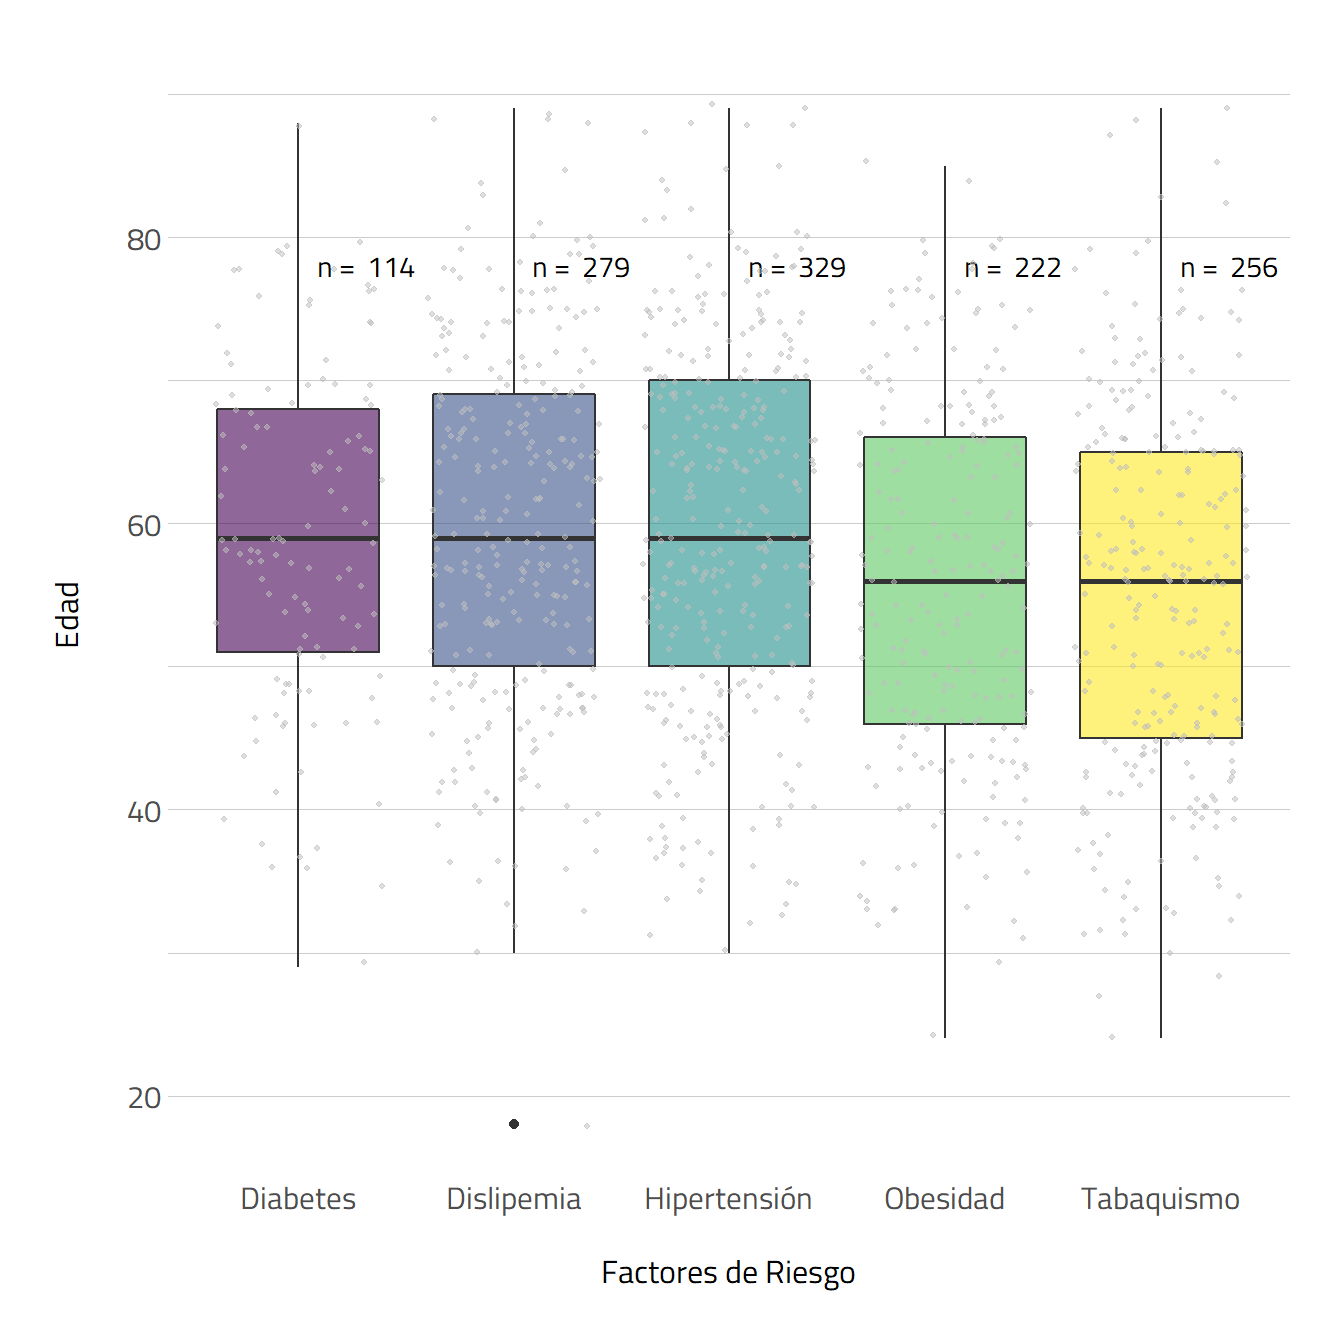 80
60
40
20
Edad
n = 114
n = 279
n = 329
n = 222
n = 256
Diabetes
Dislipemia
Hipertensión
Obesidad
Tabaquismo
Factores de Riesgo